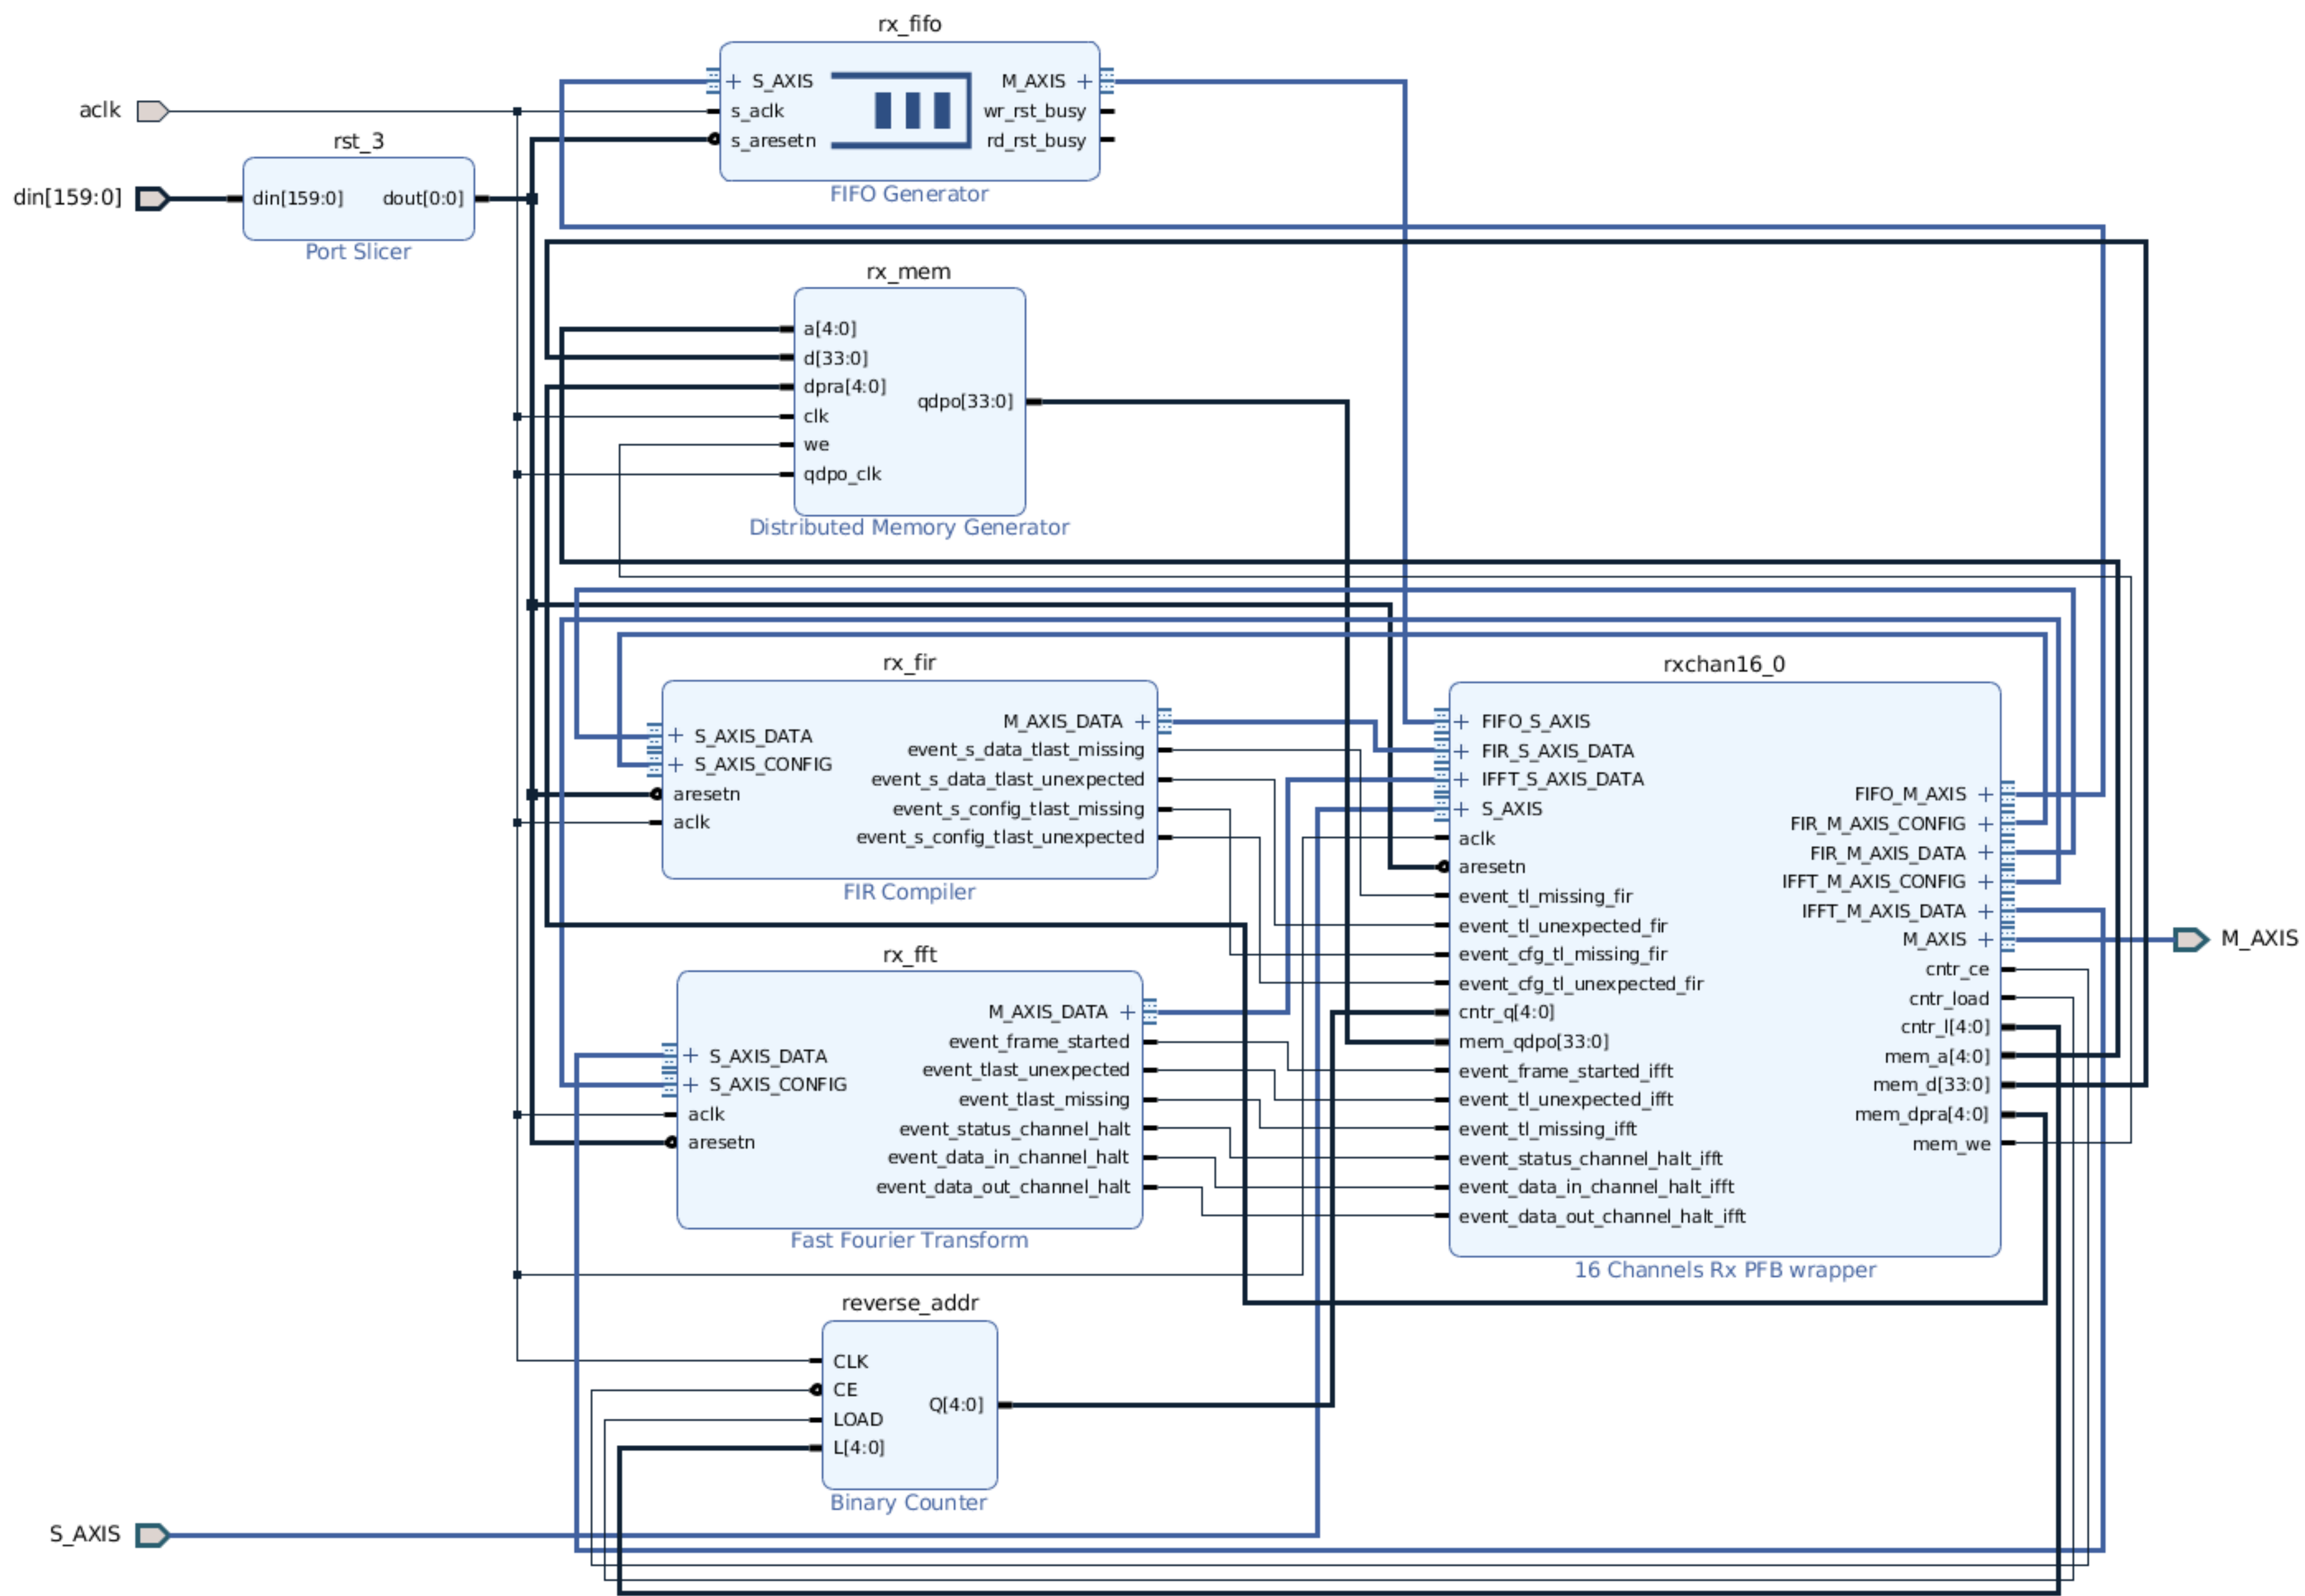 rx_fifo
S_AXIS
M_AXIS
s_aclk
wr_rst_busy
s_aresetn
rd_rst_busy
FIFO Generator
aclk
rst_3
din[159:0]
din[159:0]
dout[0:0]
Port Slicer
rx_mem
a[4:0]
d[33:0]
dpra[4:0]
qdpo[33:0]
clk
we
qdpo_clk
Distributed Memory Generator
rx_fir
S_AXIS_DATA
S_AXIS_CONFIG
aresetn
aclk
M_AXIS_DATA
event_s_data_tlast_missing
event_s_data_tlast_unexpected
event_s_config_tlast_missing
event_s_config_tlast_unexpected
FIR Compiler
rx_fft
S_AXIS_DATA
S_AXIS_CONFIG
aclk
aresetn
M_AXIS_DATA
event_frame_started
event_tlast_unexpected
event_tlast_missing
event_status_channel_halt
event_data_in_channel_halt
event_data_out_channel_halt
Fast Fourier Transform
reverse_addr
CLK
CE
LOAD
L[4:0]
Q[4:0]
Binary Counter
S_AXIS
rxchan16_0
FIFO_S_AXIS
FIR_S_AXIS_DATA
IFFT_S_AXIS_DATA
S_AXIS
aclk
aresetn
event_tl_missing_fir
event_tl_unexpected_fir
event_cfg_tl_missing_fir
event_cfg_tl_unexpected_fir
cntr_q[4:0]
mem_qdpo[33:0]
event_frame_started_ifft
event_tl_unexpected_ifft
event_tl_missing_ifft
event_status_channel_halt_ifft
event_data_in_channel_halt_ifft
event_data_out_channel_halt_ifft
FIFO_M_AXIS
FIR_M_AXIS_CONFIG
FIR_M_AXIS_DATA
IFFT_M_AXIS_CONFIG
IFFT_M_AXIS_DATA
M_AXIS
cntr_ce
cntr_load
cntr_l[4:0]
mem_a[4:0]
mem_d[33:0]
mem_dpra[4:0]
mem_we
16 Channels Rx PFB wrapper
M_AXIS